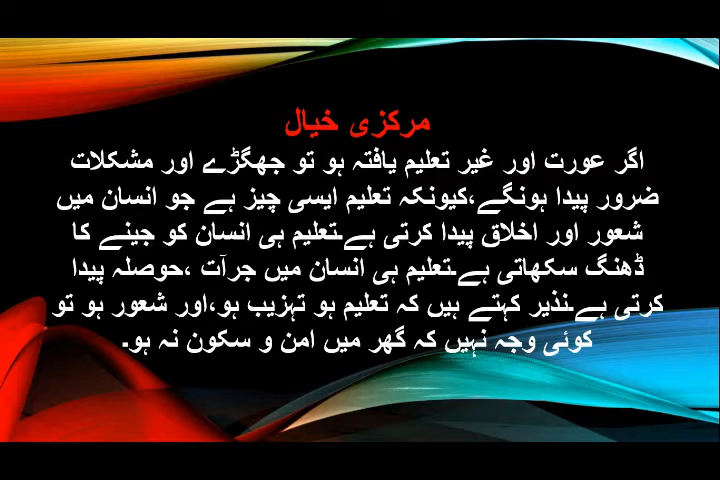 مرکزی خیال
اگر عورت اور غیر تعلیم یافتہ ہو تو جھگڑے اور مشکلات
ضرور پیدا ہونگے،کیونکہ تعلیم ایسی چیز ہے جو انسان میں
شعور اور اخلاق پیدا کرتی ہے۔تعلیم ہی انسان کو جینے کا
ڈھنگ سکھاتی ہے۔تعلیم ہی انسان میں جرآت ،حوصلہ پیدا
کرتی ہے۔نذیر کہتے ہیں کہ تعلیم ہو تہزیب ہو،اور شعور ہو تو
کوئی وجہ نہیں کہ گھر میں امن و سکون نہ ہو۔